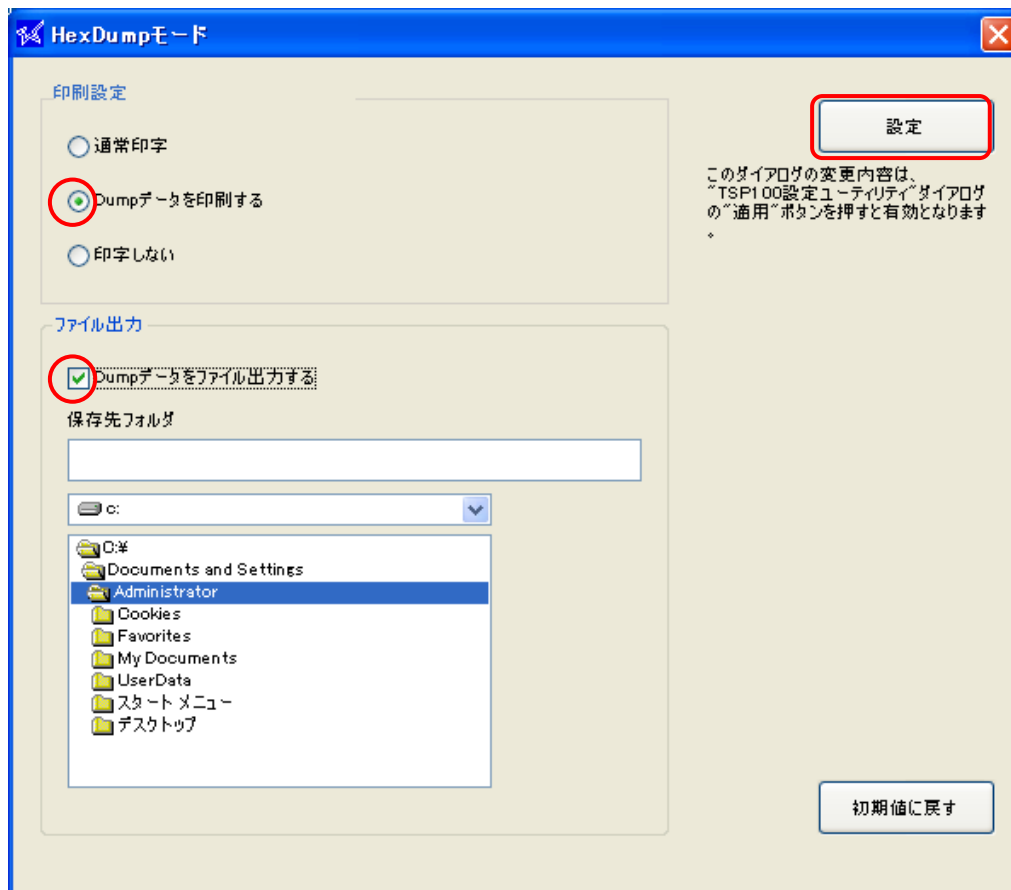 HexDumpモード
印刷設定
通常印字
Dumpデータを印刷する
印字しない
設定
このダイアログの変更内容は、
"TSP100設定ユーティリティ"ダイアログ
の"適用"ボタンを押すと有効となります
。
ファイル出力
Dumpデータをファイル出力する
保存先フォルダ
c:
C:¥
Documents and Settings
Administrator
Cookies
Favorites
My Documents
UserData
スタート メニュー
デスクトップ
初期値に戻す